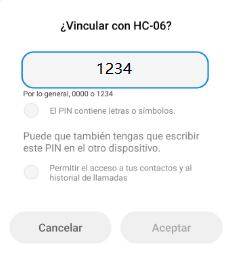 ¿Vincular con HC-06?
1234
Por lo general, 0000 o 1234
El PIN contiene letras o símbolos.
Puede que también tengas que escribir
este PIN en el otro dispositivo.
Permitir el acceso a tus contactos y al
historial de llamadas
Cancelar
Aceptar